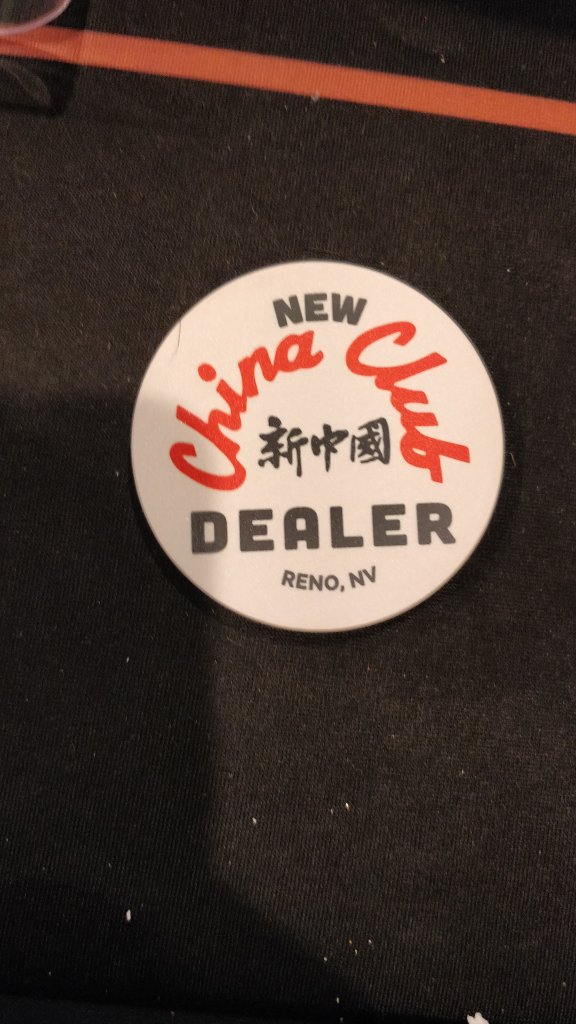 NEW
China Club
新中國
DEALER
RENO, NV